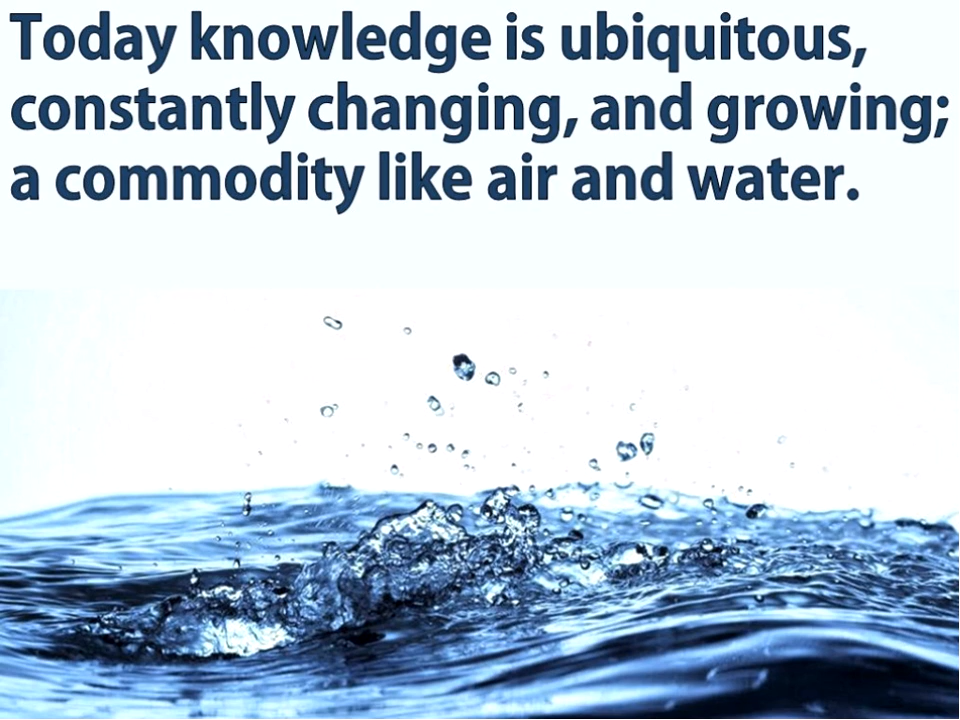 Today knowledge is ubiquitous,
constantly changing, and growing;
a commodity like air and water.